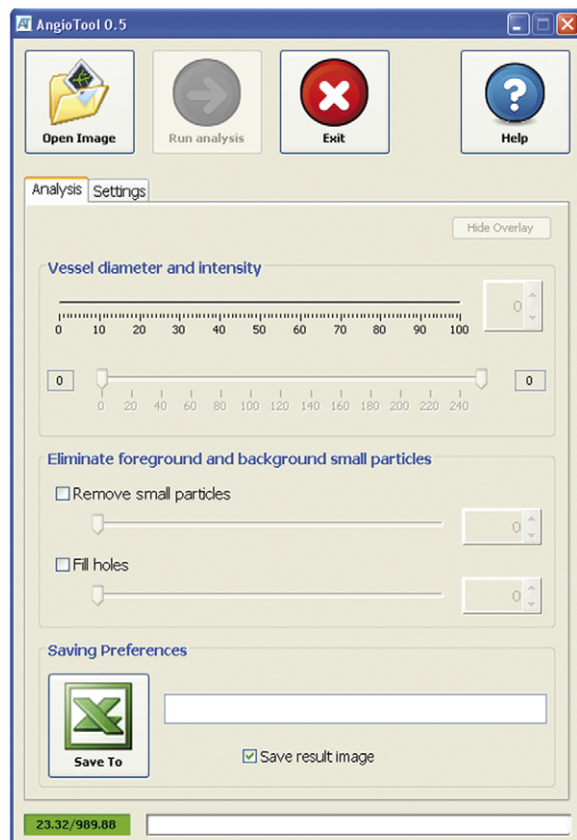 AngioTool 0.5
Open Image
Run analysis
Exit
Help
Analysis
Settings
Hide Overlay
Vessel diameter and intensity
0
0 10 20 30 40 50 60 70 80 90 100
0
0
0 20 40 60 80 100 120 140 160 180 200 220 240
Eliminate foreground and background small particles
Remove small particles
0
Fill holes
0
Saving Preferences
Save To
Save result image
23.32/989.88